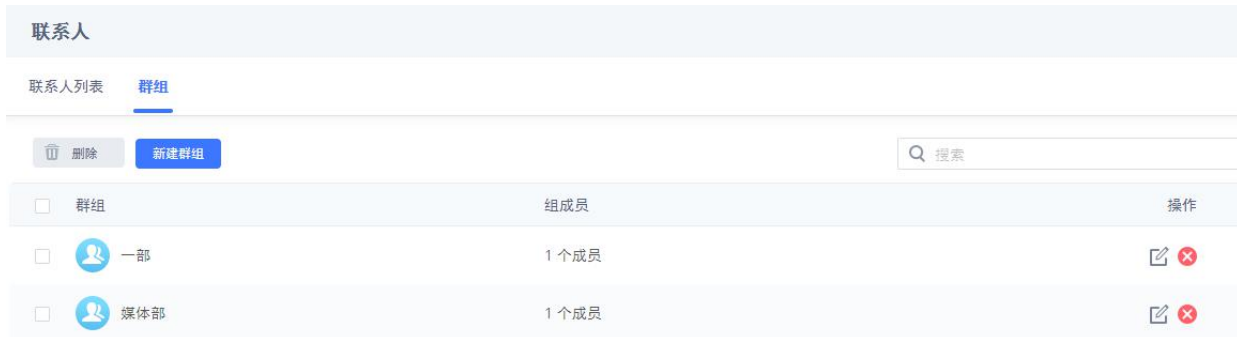 联系人
联系人列表 群组
删除 新建群组 搜索
群组 组成员 操作
一部 1 个成员
媒体部 1 个成员